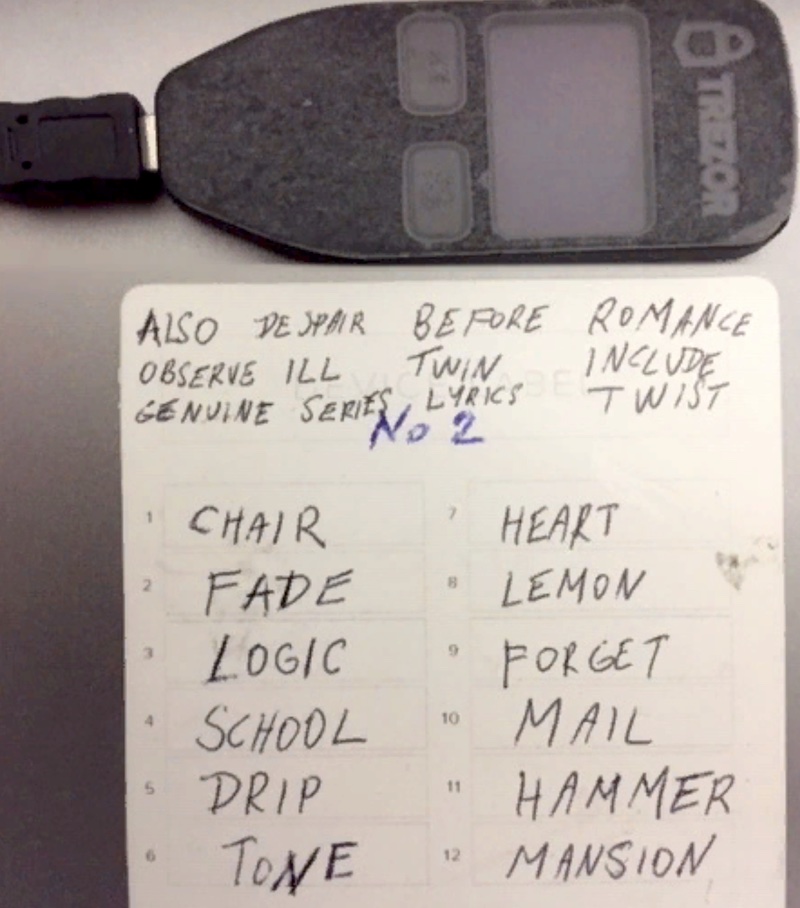 TREZOR
ALSO DESPAIR BEFORE ROMANCE
OBSERVE ILL TWIN INCLUDE
GENUINE SERIES LYRICS TWIST
No 2
1 CHAIR
2 FADE
3 LOGIC
4 SCHOOL
5 DRIP
6 TONE
7 HEART
8 LEMON
9 FORGET
10 MAIL
11 HAMMER
12 MANSION